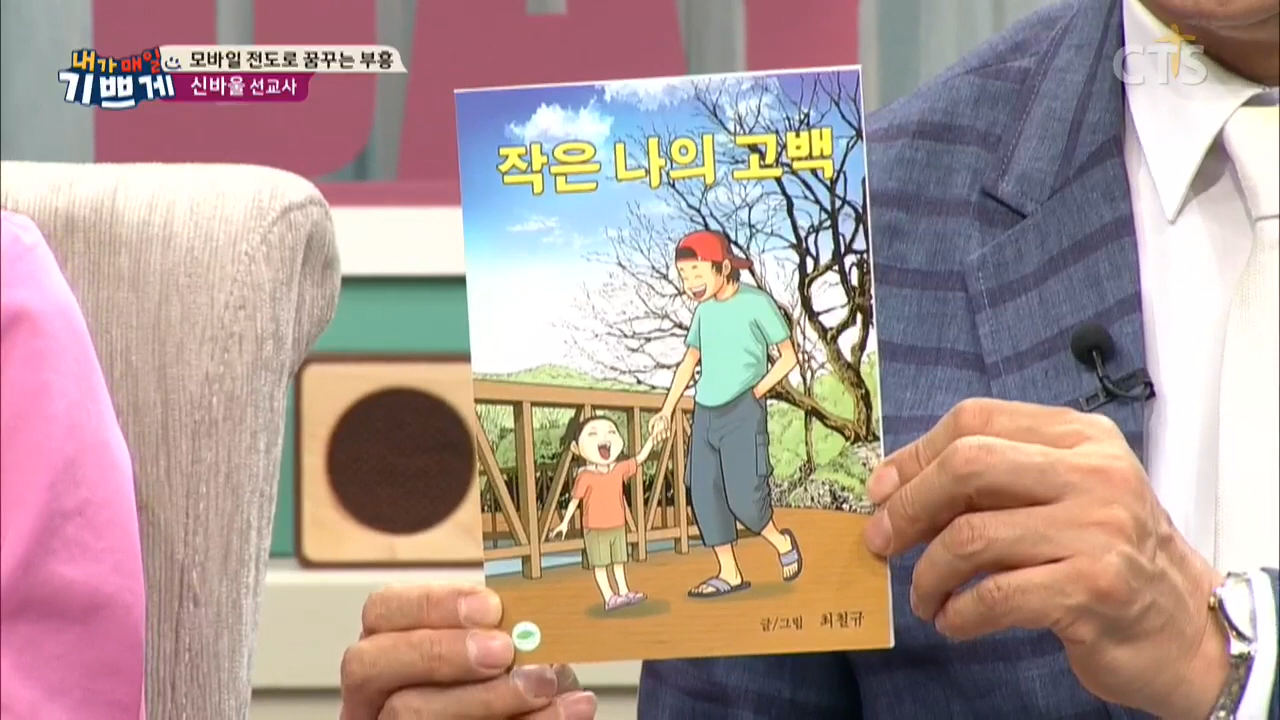 내가 매일
기쁘게
모바일 전도로 꿈꾸는 부흥
신바울 선교사
CTS
작은 나의 고백
글/그림 최철규